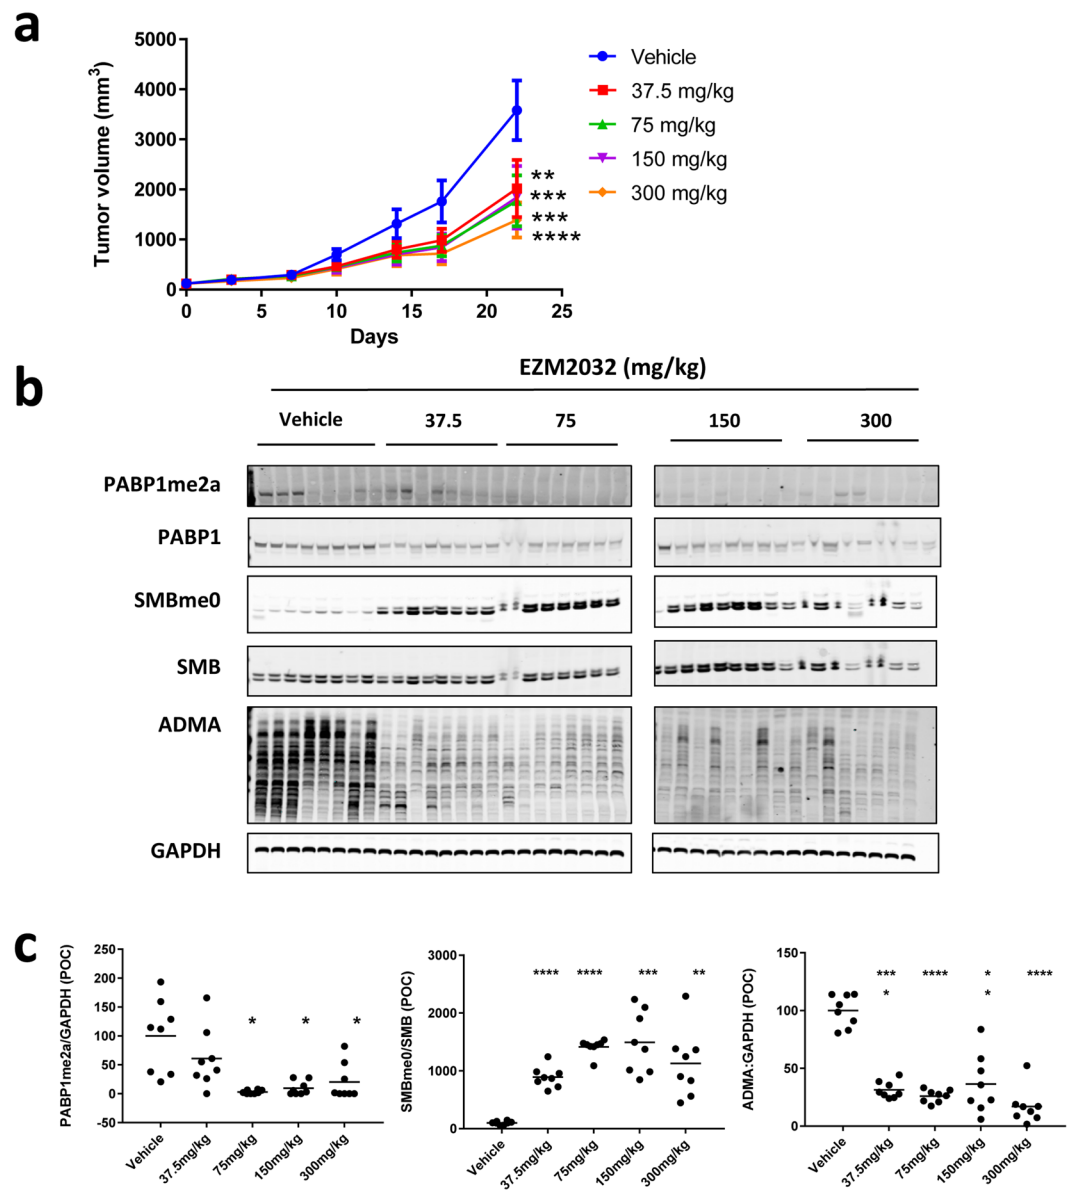 a
5000
4000
3000
2000
1000
0
Tumor volume (mm³)
0 5 10 15 20 25
Days
Vehicle
37.5 mg/kg
75 mg/kg
150 mg/kg
300 mg/kg
**
***
***
****
b
EZM2032 (mg/kg)
Vehicle 37.5 75 150 300
PABP1me2a
PABP1
SMBme0
SMB
ADMA
GAPDH
c
PABP1me2a/GAPDH (POC)
250
200
150
100
50
0
-50
* * *
Vehicle 37.5mg/kg 75mg/kg 150mg/kg 300mg/kg
SMBme0/SMB (POC)
3000
2000
1000
0
**** **** *** **
Vehicle 37.5mg/kg 75mg/kg 150mg/kg 300mg/kg
ADMA:GAPDH (POC)
150
100
50
0
*** **** * ****
* *
Vehicle 37.5mg/kg 75mg/kg 150mg/kg 300mg/kg